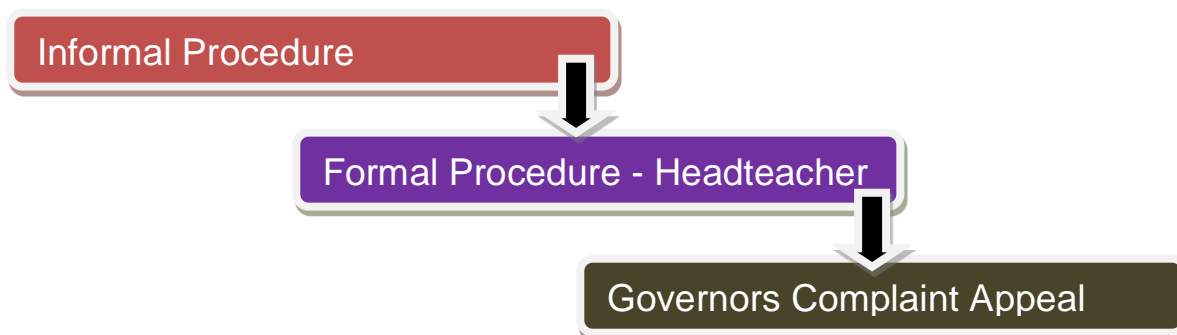 Informal Procedure
Formal Procedure - Headteacher
Governors Complaint Appeal